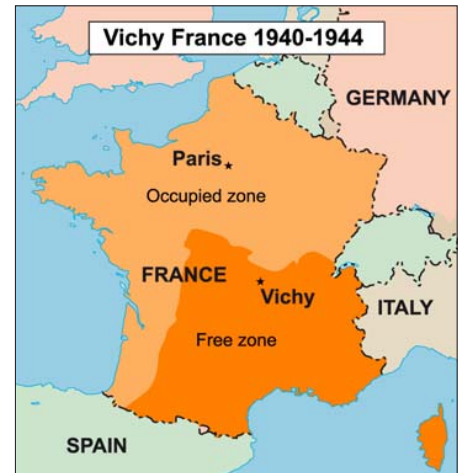 Vichy France 1940-1944
GERMANY
Paris
Occupied zone
FRANCE
Vichy
ITALY
Free zone
SPAIN